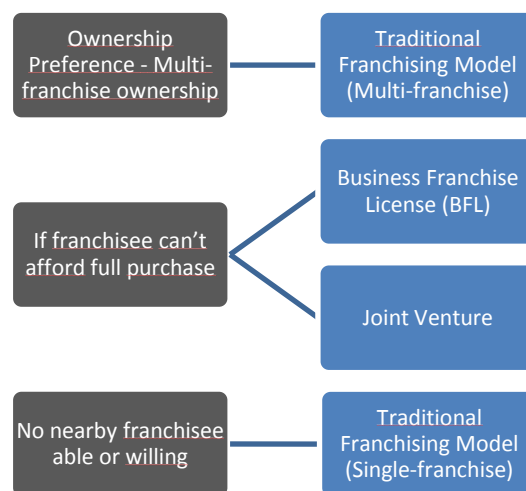 Ownership
Preference - Multi-
franchise ownership
Traditional
Franchising Model
(Multi-franchise)
If franchisee can’t
afford full purchase
Business Franchise
License (BFL)
Joint Venture
No nearby franchisee
able or willing
Traditional
Franchising Model
(Single-franchise)